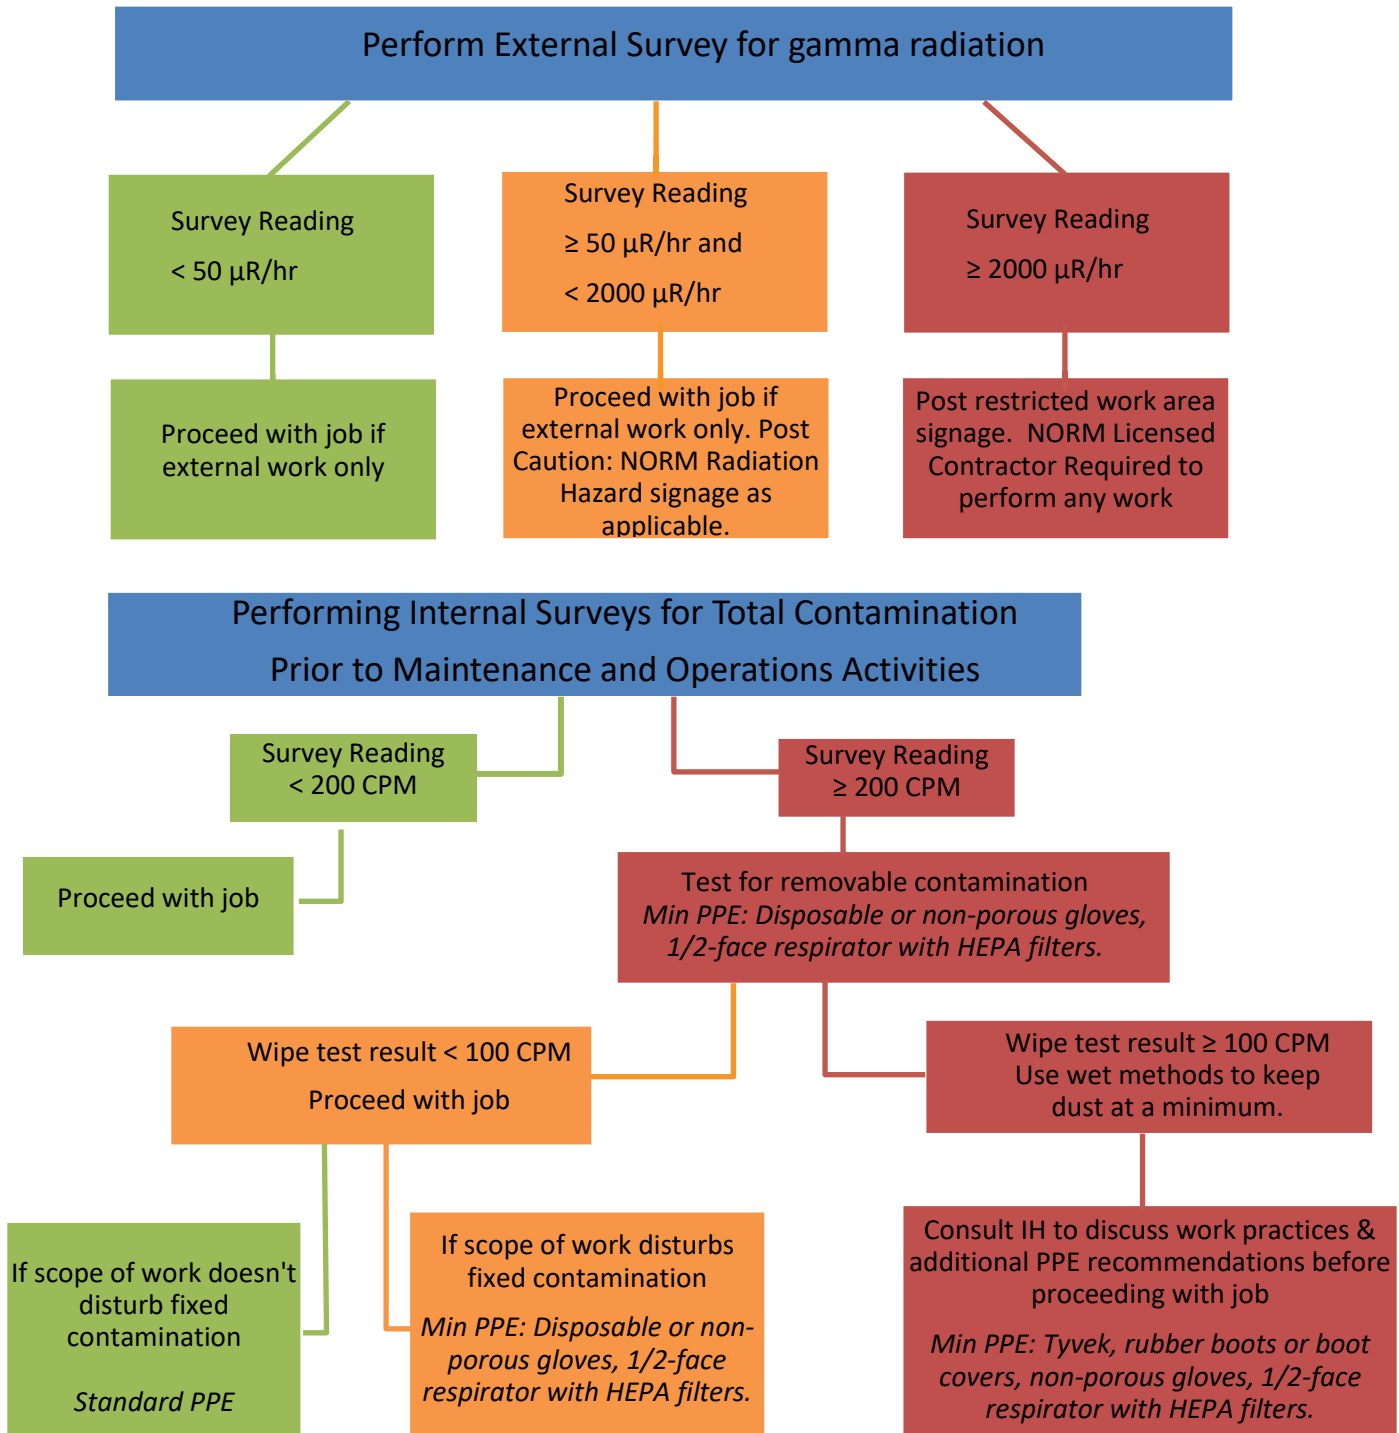 Perform External Survey for gamma radiation
Survey Reading
< 50 µR/hr
Survey Reading
≥ 50 µR/hr and
< 2000 µR/hr
Survey Reading
≥ 2000 µR/hr
Proceed with job if
external work only
Proceed with job if
external work only. Post
Caution: NORM Radiation
Hazard signage as
applicable.
Post restricted work area
signage.  NORM Licensed
Contractor Required to
perform any work
Performing Internal Surveys for Total Contamination
Prior to Maintenance and Operations Activities
Survey Reading
< 200 CPM
Survey Reading
≥ 200 CPM
Proceed with job
Test for removable contamination
Min PPE: Disposable or non-porous gloves,
1/2-face respirator with HEPA filters.
Wipe test result < 100 CPM
Proceed with job
Wipe test result ≥ 100 CPM
Use wet methods to keep
dust at a minimum.
If scope of work doesn't
disturb fixed
contamination
Standard PPE
If scope of work disturbs
fixed contamination
Min PPE: Disposable or non-
porous gloves, 1/2-face
respirator with HEPA filters.
Consult IH to discuss work practices &
additional PPE recommendations before
proceeding with job
Min PPE: Tyvek, rubber boots or boot
covers, non-porous gloves, 1/2-face
respirator with HEPA filters.